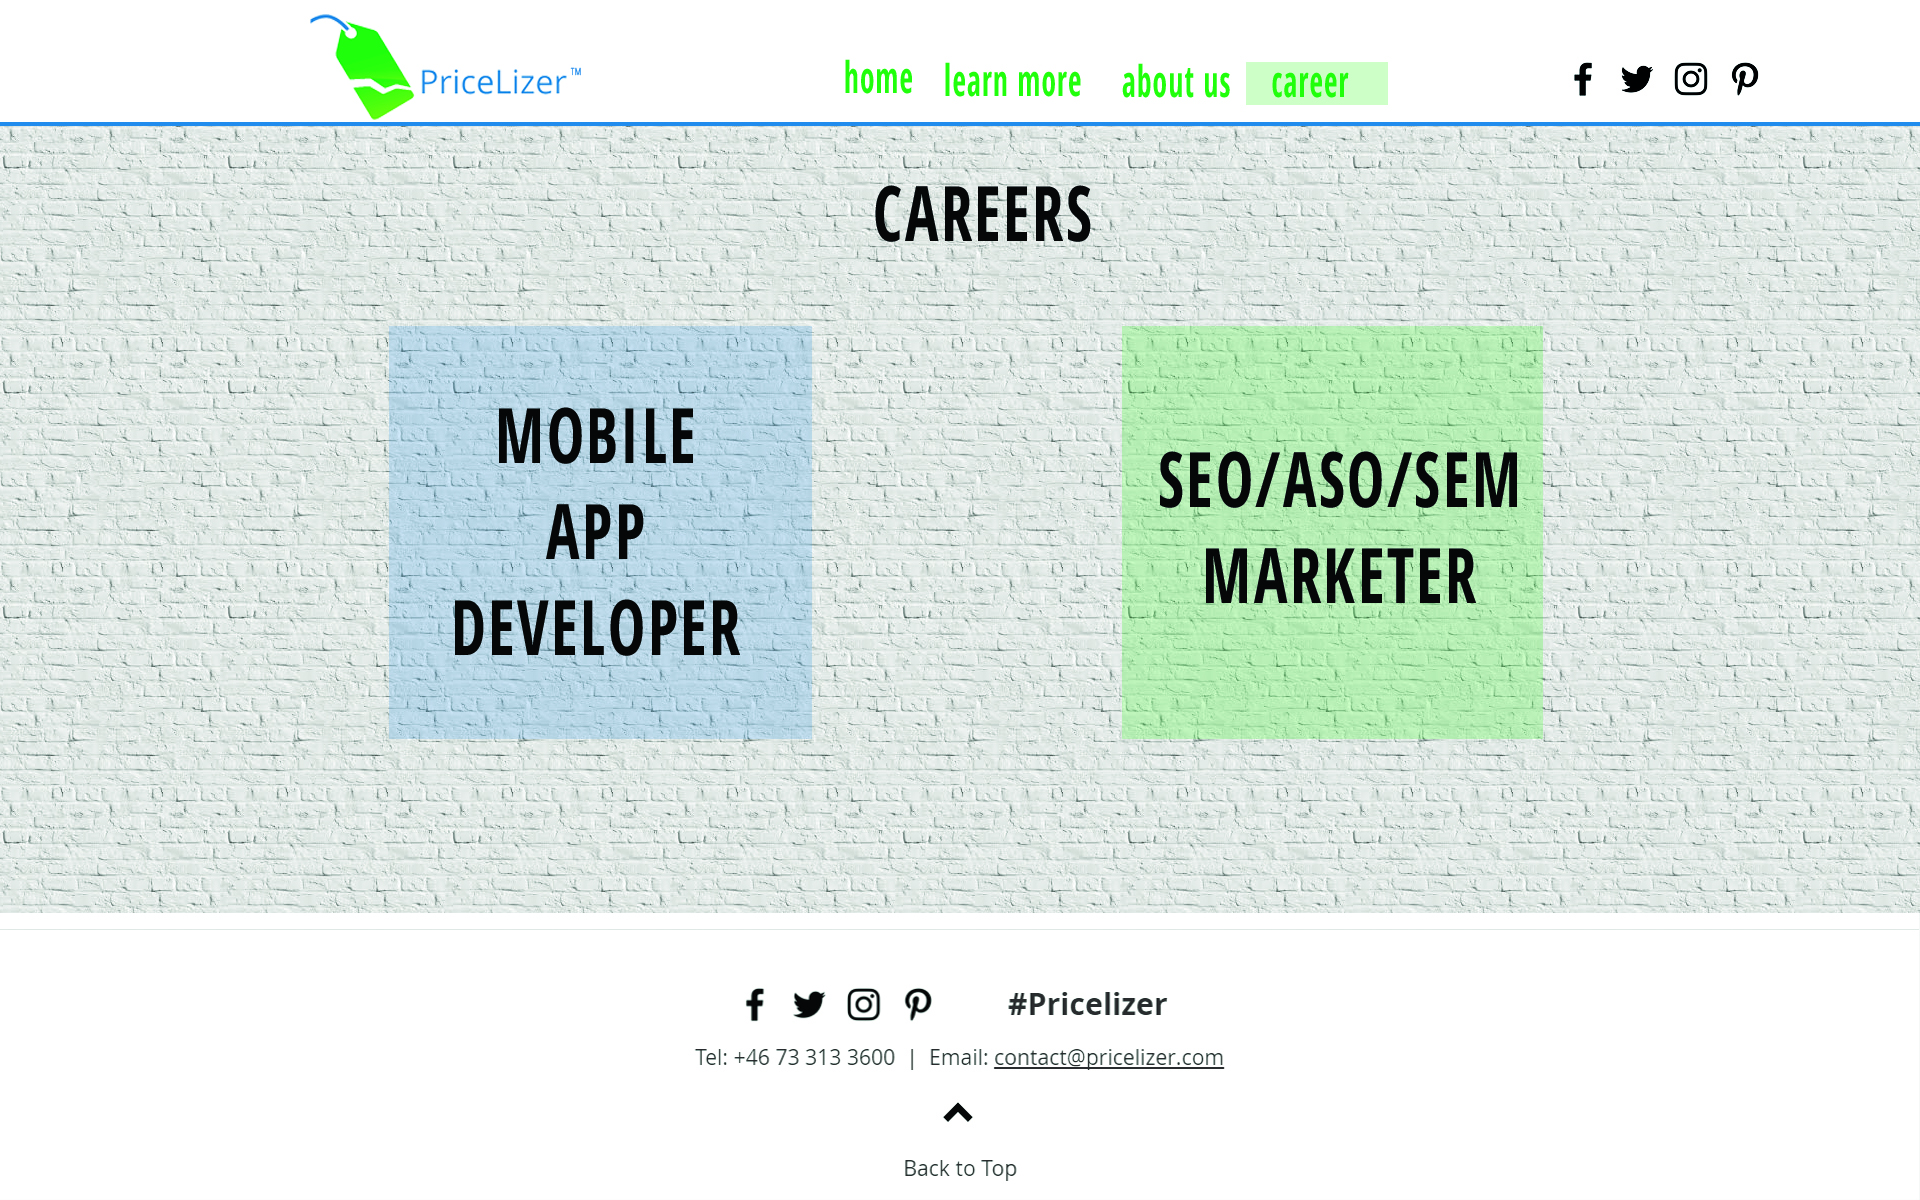 PriceLizer™
home
learn more
about us
career
CAREERS
MOBILE
APP
DEVELOPER
SEO/ASO/SEM
MARKETER
#Pricelizer
Tel: +46 73 313 3600 | Email: contact@pricelizer.com
Back to Top